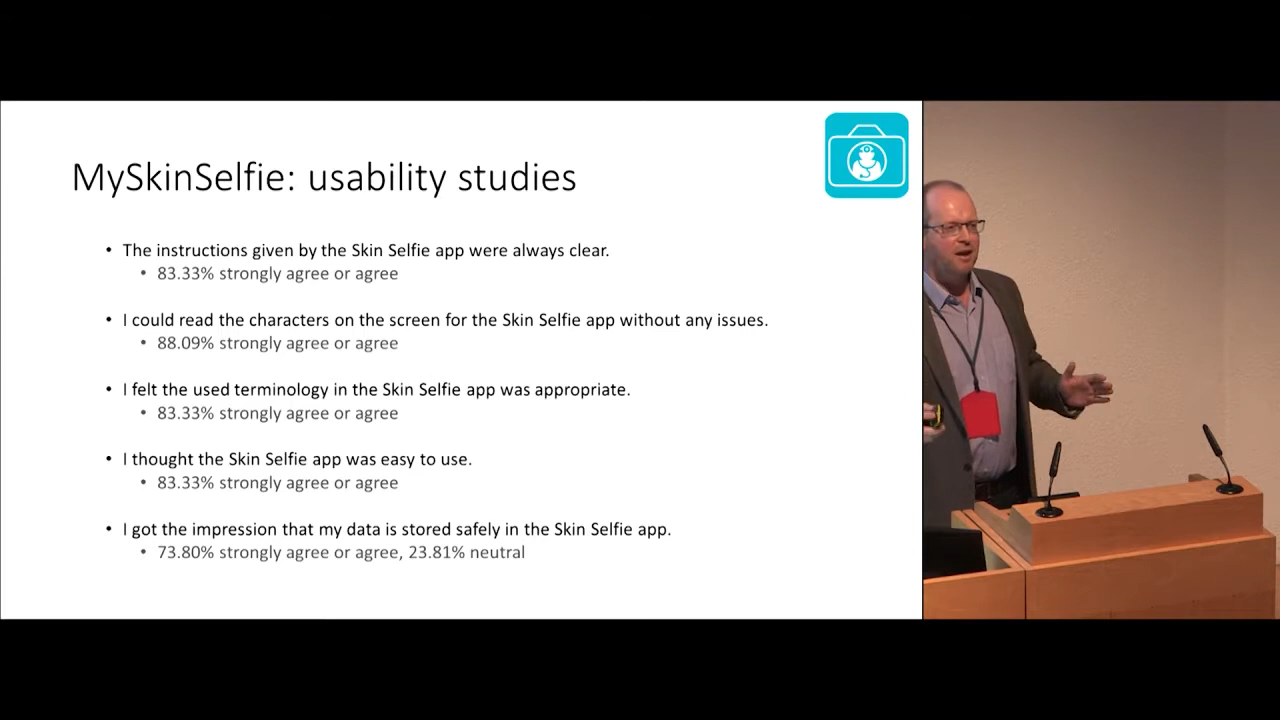 MySkinSelfie: usability studies
• The instructions given by the Skin Selfie app were always clear.
• 83.33% strongly agree or agree
• I could read the characters on the screen for the Skin Selfie app without any issues.
• 88.09% strongly agree or agree
• I felt the used terminology in the Skin Selfie app was appropriate.
• 83.33% strongly agree or agree
• I thought the Skin Selfie app was easy to use.
• 83.33% strongly agree or agree
• I got the impression that my data is stored safely in the Skin Selfie app.
• 73.80% strongly agree or agree, 23.81% neutral